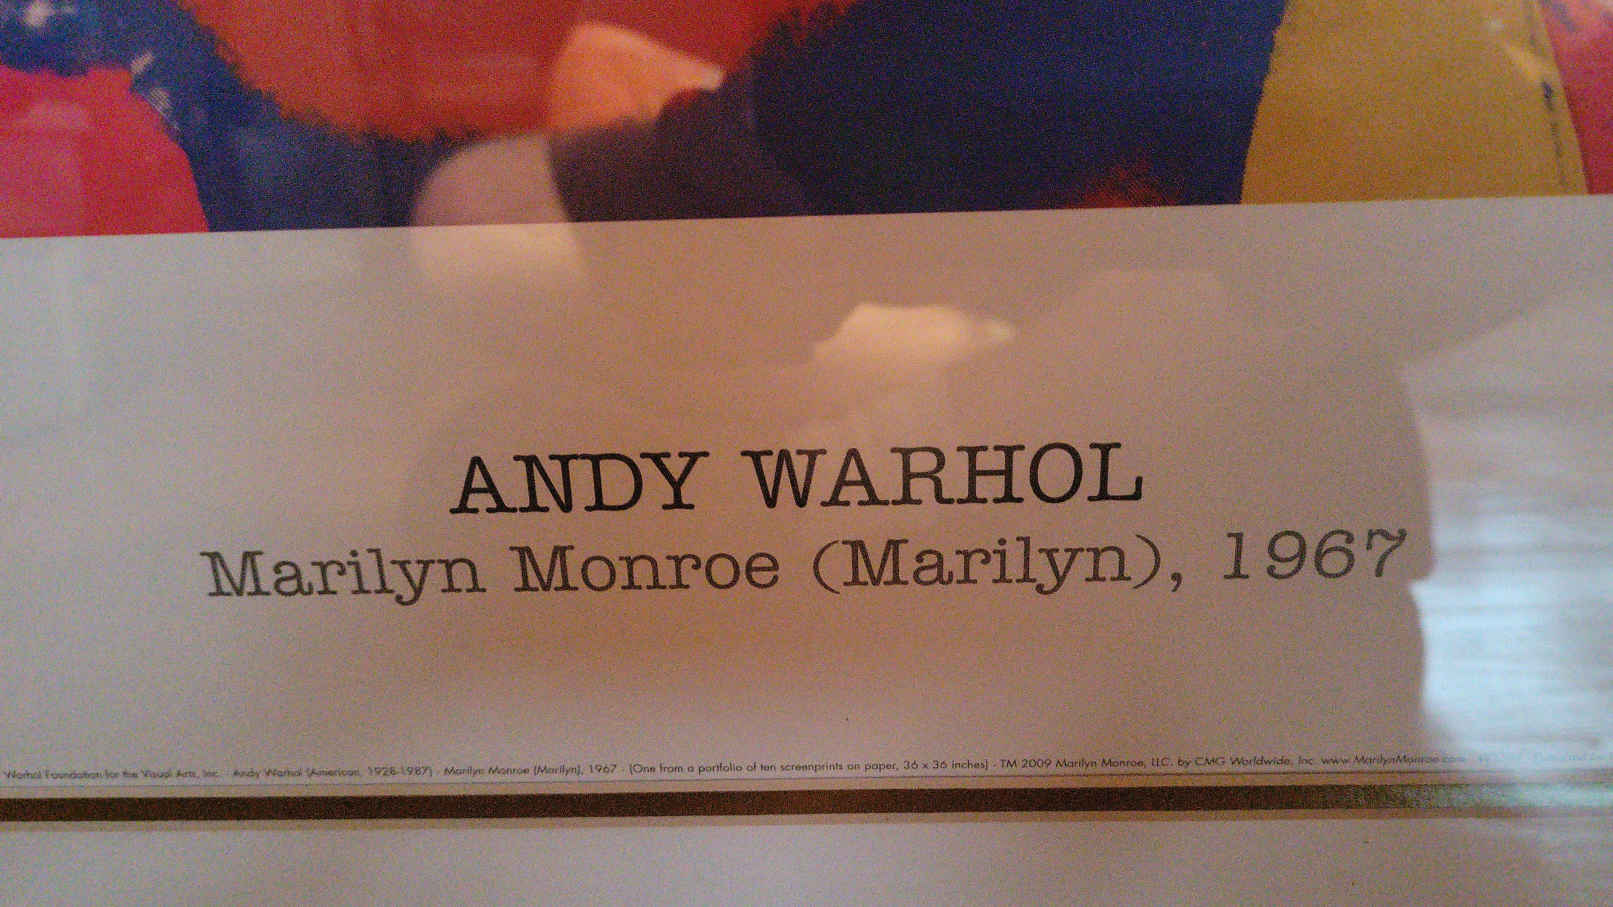 ANDY WARHOL
Marilyn Monroe (Marilyn), 1967
Warhol Foundation for the Visual Arts, Inc. · Andy Warhol (American, 1928-1987) · Marilyn Monroe (Marilyn), 1967 · (One from a portfolio of ten screenprints on paper, 36 x 36 inches) · TM 2009 Marilyn Monroe, LLC. by CMG Worldwide, Inc. www.MarilynMonroe.com